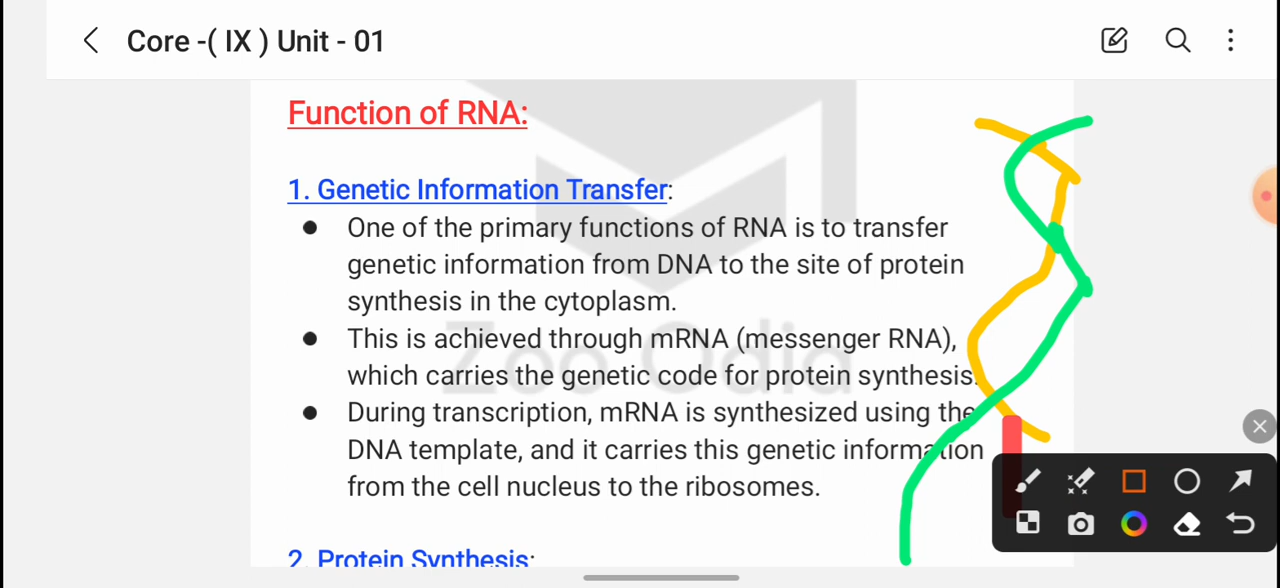 Core -( IX ) Unit - 01
Function of RNA:
1. Genetic Information Transfer:
● One of the primary functions of RNA is to transfer
genetic information from DNA to the site of protein
synthesis in the cytoplasm.
● This is achieved through mRNA (messenger RNA),
which carries the genetic code for protein synthesis.
● During transcription, mRNA is synthesized using the
DNA template, and it carries this genetic information
from the cell nucleus to the ribosomes.
2. Protein Synthesis:
Zoo Odia